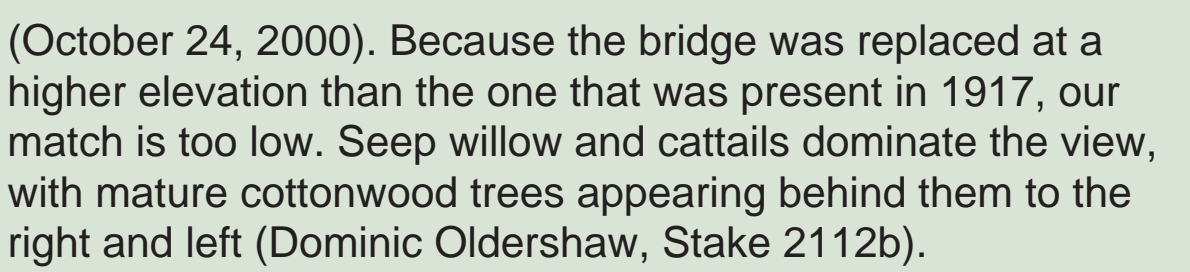 (October 24, 2000). Because the bridge was replaced at a
higher elevation than the one that was present in 1917, our
match is too low. Seep willow and cattails dominate the view,
with mature cottonwood trees appearing behind them to the
right and left (Dominic Oldershaw, Stake 2112b).